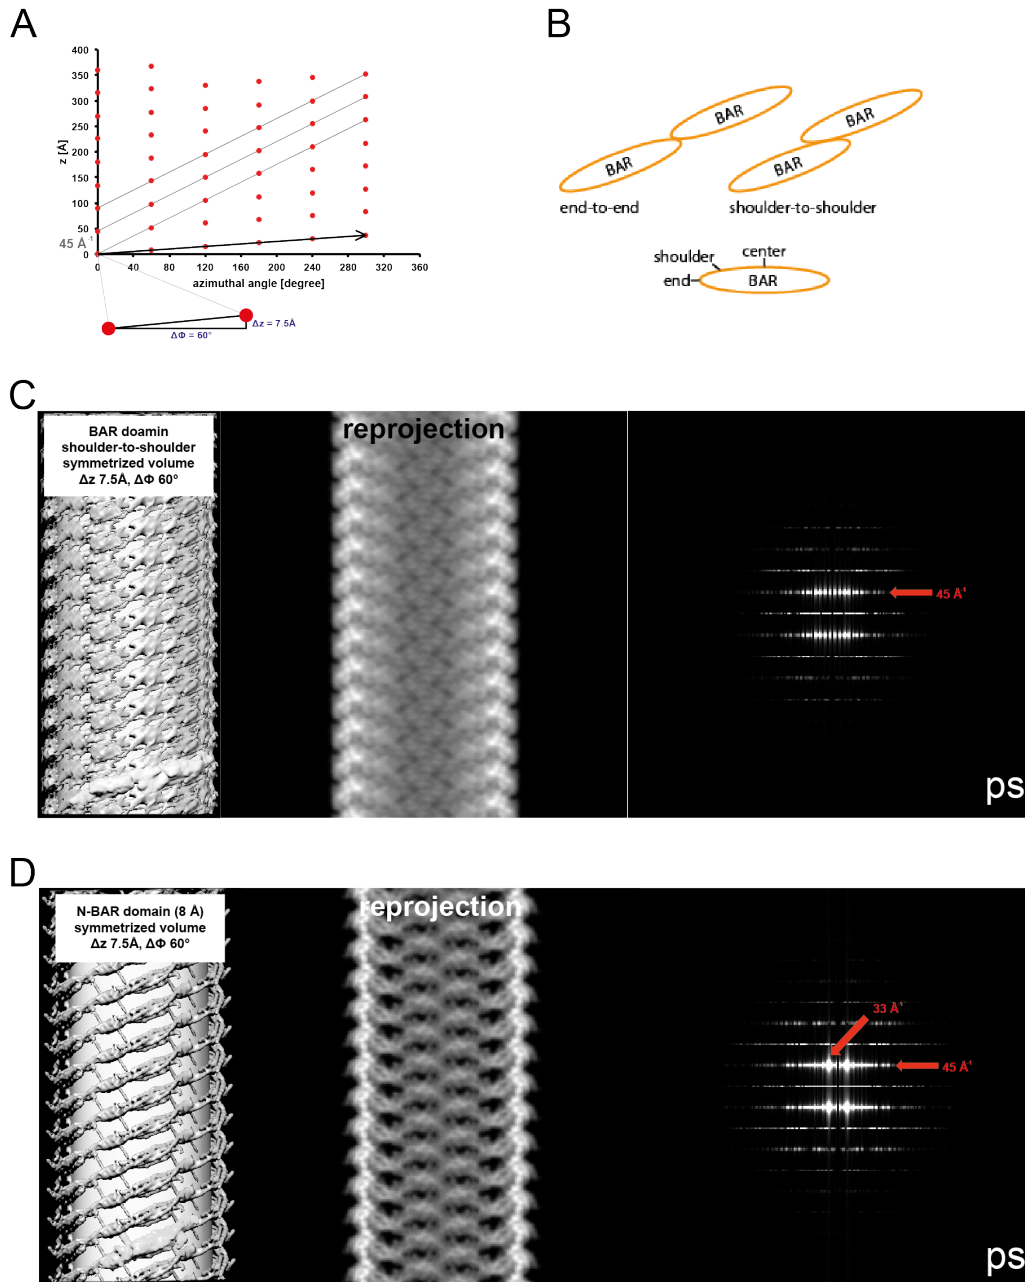 A
400
350
300
250
200
150
100
50
0
z [Å]
45 Å⁻¹
0 40 80 120 160 200 240 280 320 360
azimuthal angle [degree]
Δz = 7.5Å
ΔΦ = 60°
B
BAR
BAR
BAR
BAR
end-to-end
shoulder-to-shoulder
shoulder
center
end
BAR
C
BAR doamin
shoulder-to-shoulder
symmetrized volume
Δz 7.5Å, ΔΦ 60°
reprojection
45 Å⁻¹
ps
D
N-BAR domain (8 Å)
symmetrized volume
Δz 7.5Å, ΔΦ 60°
reprojection
33 Å⁻¹
45 Å⁻¹
ps